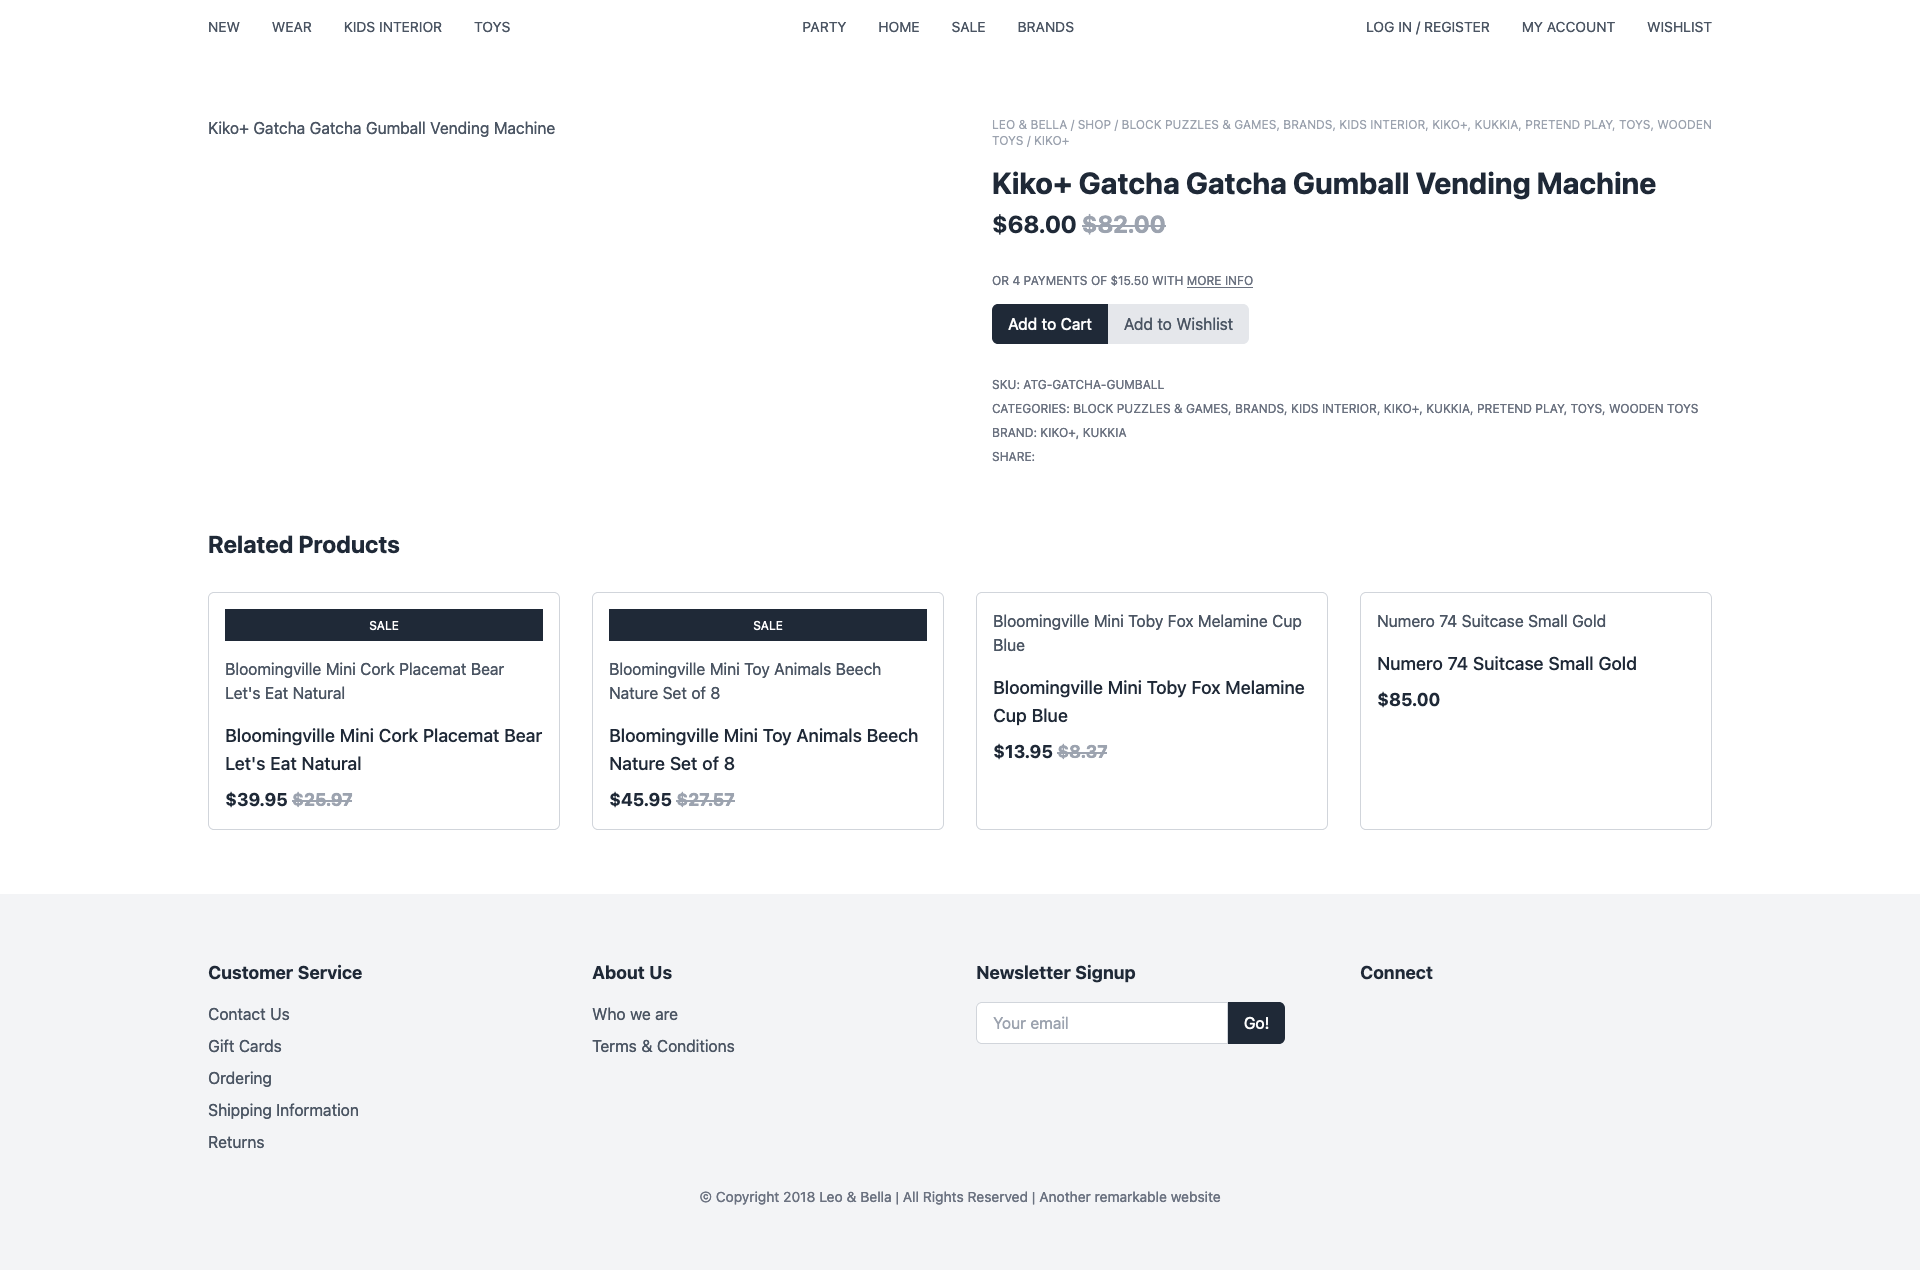 NEW WEAR KIDS INTERIOR TOYS PARTY HOME SALE BRANDS LOG IN / REGISTER MY ACCOUNT WISHLIST
Kiko+ Gatcha Gatcha Gumball Vending Machine
LEO & BELLA / SHOP / BLOCK PUZZLES & GAMES, BRANDS, KIDS INTERIOR, KIKO+, KUKKIA, PRETEND PLAY, TOYS, WOODEN
TOYS / KIKO+
Kiko+ Gatcha Gatcha Gumball Vending Machine
$68.00 $82.00
OR 4 PAYMENTS OF $15.50 WITH MORE INFO
Add to Cart Add to Wishlist
SKU: ATG-GATCHA-GUMBALL
CATEGORIES: BLOCK PUZZLES & GAMES, BRANDS, KIDS INTERIOR, KIKO+, KUKKIA, PRETEND PLAY, TOYS, WOODEN TOYS
BRAND: KIKO+, KUKKIA
SHARE:
Related Products
SALE
Bloomingville Mini Cork Placemat Bear
Let's Eat Natural
Bloomingville Mini Cork Placemat Bear
Let's Eat Natural
$39.95 $25.97
SALE
Bloomingville Mini Toy Animals Beech
Nature Set of 8
Bloomingville Mini Toy Animals Beech
Nature Set of 8
$45.95 $27.57
Bloomingville Mini Toby Fox Melamine Cup
Blue
Bloomingville Mini Toby Fox Melamine
Cup Blue
$13.95 $8.37
Numero 74 Suitcase Small Gold
Numero 74 Suitcase Small Gold
$85.00
Customer Service
Contact Us
Gift Cards
Ordering
Shipping Information
Returns
About Us
Who we are
Terms & Conditions
Newsletter Signup
Your email Go!
Connect
© Copyright 2018 Leo & Bella | All Rights Reserved | Another remarkable website